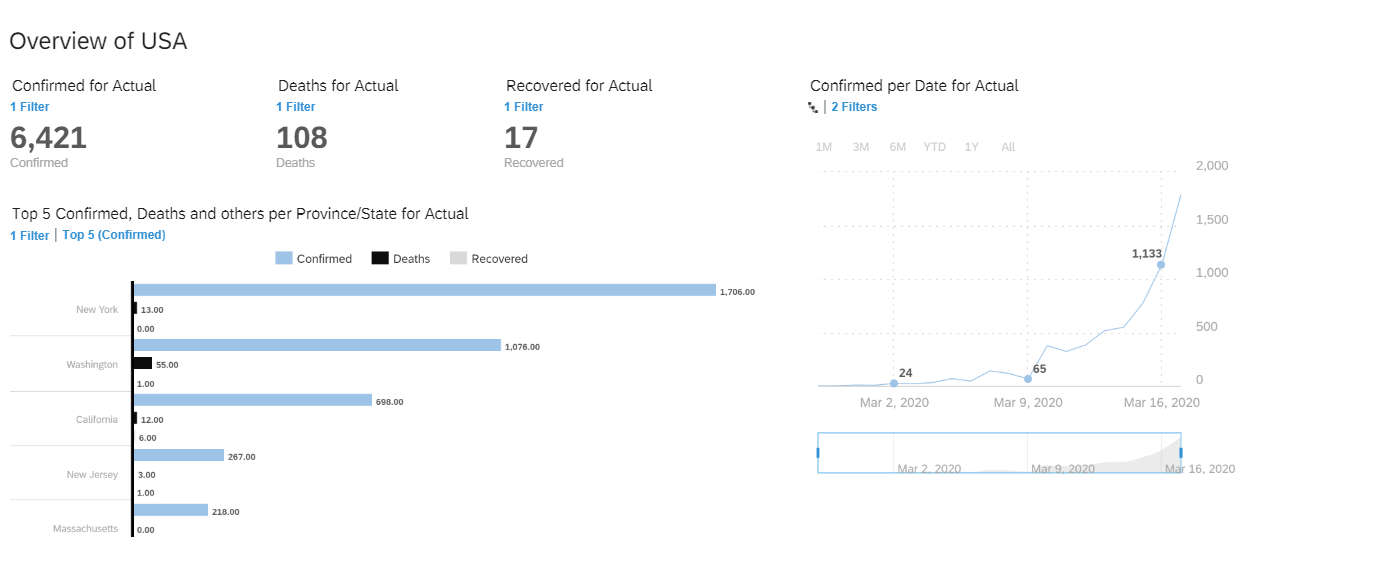 Overview of USA
Confirmed for Actual
1 Filter
6,421
Confirmed
Deaths for Actual
1 Filter
108
Deaths
Recovered for Actual
1 Filter
17
Recovered
Top 5 Confirmed, Deaths and others per Province/State for Actual
1 Filter | Top 5 (Confirmed)
Confirmed Deaths Recovered
New York
1,706.00
13.00
0.00
Washington
1,076.00
55.00
1.00
California
698.00
12.00
6.00
New Jersey
267.00
3.00
1.00
Massachusetts
218.00
0.00
Confirmed per Date for Actual
| 2 Filters
1M 3M 6M YTD 1Y All
2,000
1,500
1,133
1,000
500
65
24
0
Mar 2, 2020 Mar 9, 2020 Mar 16, 2020
Mar 2, 2020 Mar 9, 2020 Mar 16, 2020